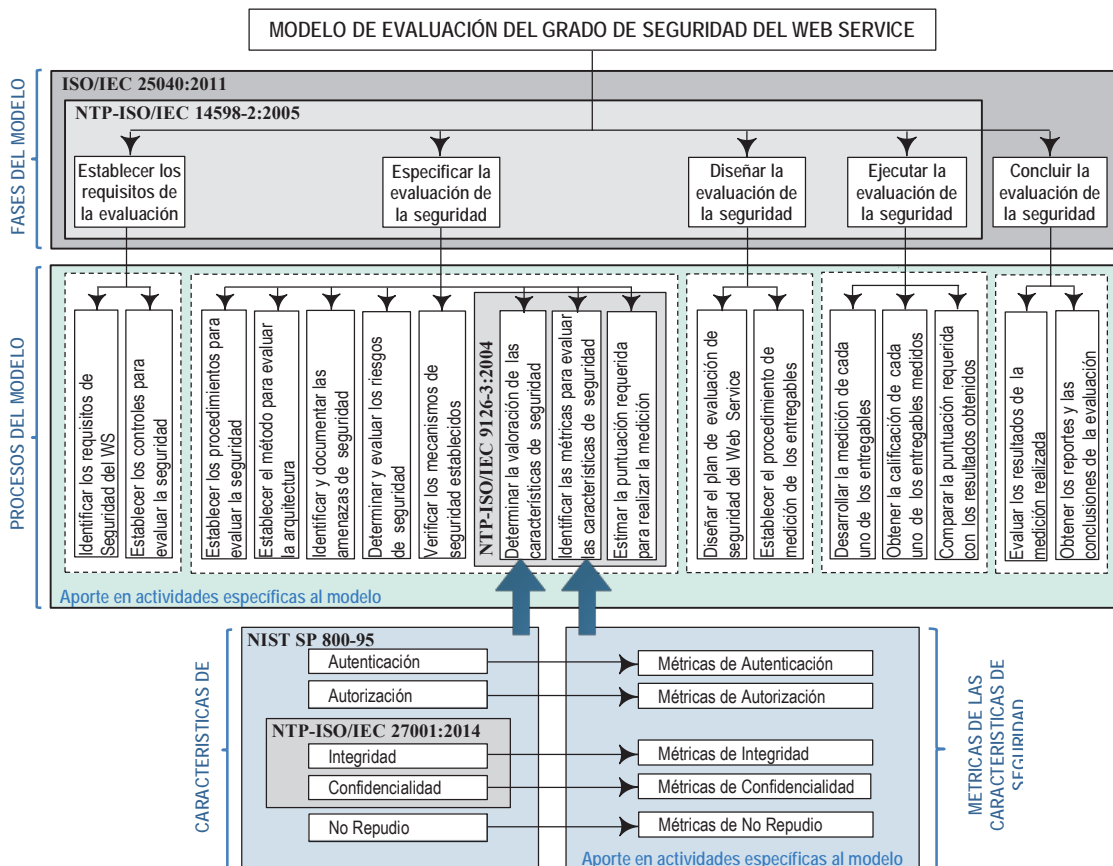 MODELO DE EVALUACIÓN DEL GRADO DE SEGURIDAD DEL WEB SERVICE
FASES DEL MODELO
ISO/IEC 25040:2011
NTP-ISO/IEC 14598-2:2005
Establecer los
requisitos de
la evaluación
Especificar la
evaluación de
la seguridad
Diseñar la
evaluación de
la seguridad
Ejecutar la
evaluación de
la seguridad
Concluir la
evaluación de
la seguridad
PROCESOS DEL MODELO
Identificar los requisitos de
Seguridad del WS
Establecer los controles para
evaluar la seguridad
Establecer los procedimientos para
evaluar la seguridad
Establecer el método para evaluar
la arquitectura
Identificar y documentar las
amenazas de seguridad
Determinar y evaluar los riesgos
de seguridad
Verificar los mecanismos de
seguridad establecidos
NTP-ISO/IEC 9126-3:2004
Determinar la valoración de las
características de seguridad
Identificar las métricas para evaluar
las características de seguridad
Estimar la puntuación requerida
para realizar la medición
Diseñar el plan de evaluación de
seguridad del Web Service
Establecer el procedimiento de
medición de los entregables
Desarrollar la medición de cada
uno de los entregables
Obtener la calificación de cada
uno de los entregables medidos
Comparar la puntuación requerida
con los resultados obtenidos
Evaluar los resultados de la
medición realizada
Obtener los reportes y las
conclusiones de la evaluación
Aporte en actividades específicas al modelo
CARACTERISTICAS DE
NIST SP 800-95
Autenticación
Métricas de Autenticación
Autorización
Métricas de Autorización
NTP-ISO/IEC 27001:2014
Integridad
Métricas de Integridad
Confidencialidad
Métricas de Confidencialidad
No Repudio
Métricas de No Repudio
Aporte en actividades específicas al modelo
METRICAS DE LAS
CARACTERISTICAS DE
SEGURIDAD